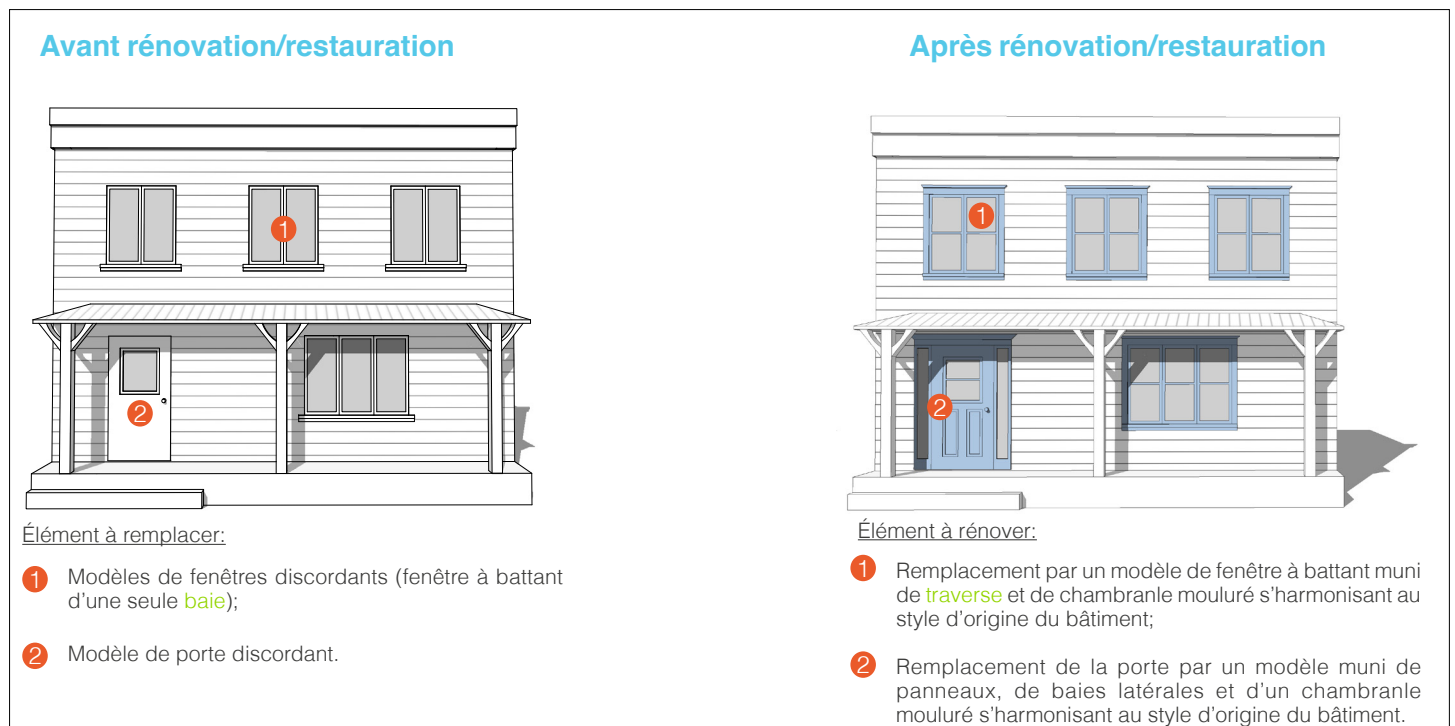 Avant rénovation/restauration
1
2
Élément à remplacer:
1 Modèles de fenêtres discordants (fenêtre à battant
d'une seule baie);
2 Modèle de porte discordant.
Après rénovation/restauration
1
2
Élément à rénover:
1 Remplacement par un modèle de fenêtre à battant muni
de traverse et de chambranle mouluré s'harmonisant au
style d'origine du bâtiment;
2 Remplacement de la porte par un modèle muni de
panneaux, de baies latérales et d'un chambranle
mouluré s'harmonisant au style d'origine du bâtiment.